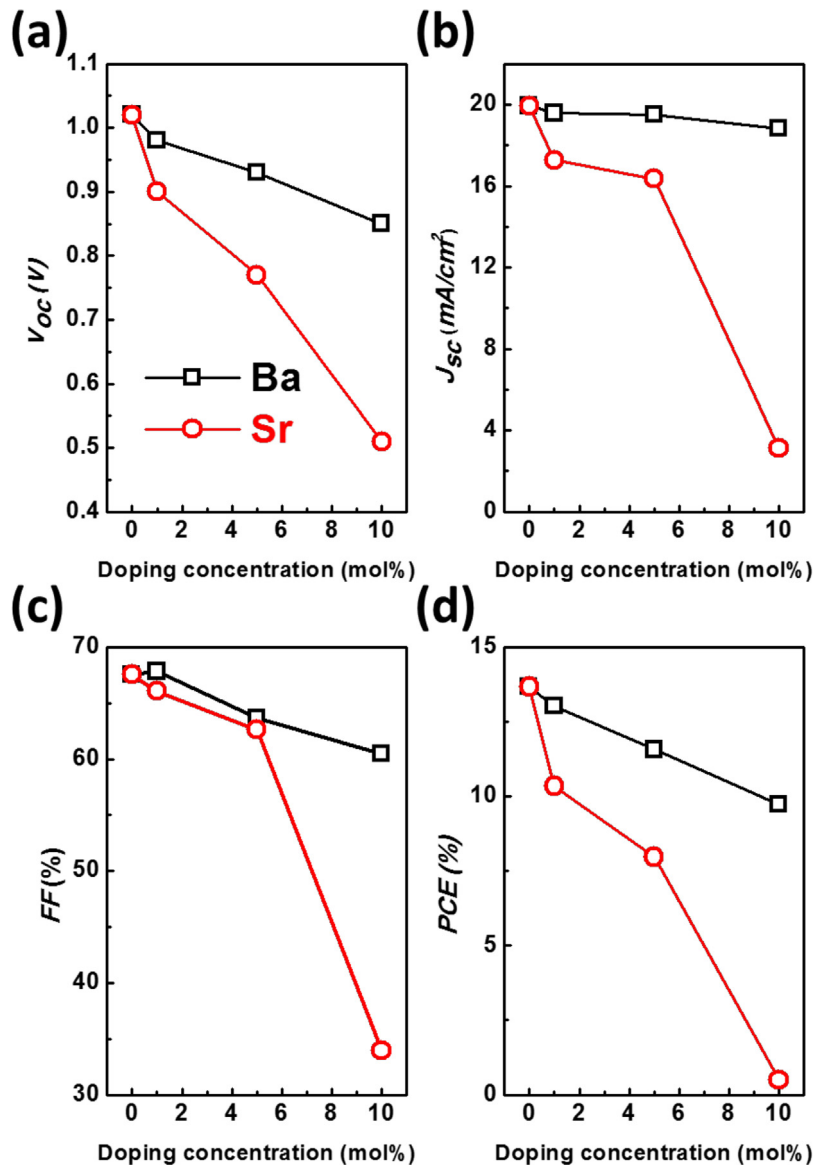 (a)
1.1
1.0
0.9
0.8
0.7
0.6
0.5
0.4
V_OC (V)
Ba
Sr
0 2 4 6 8 10
Doping concentration (mol%)
(b)
20
16
12
8
4
0
J_SC (mA/cm²)
0 2 4 6 8 10
Doping concentration (mol%)
(c)
70
60
50
40
30
FF (%)
0 2 4 6 8 10
Doping concentration (mol%)
(d)
15
10
5
0
PCE (%)
0 2 4 6 8 10
Doping concentration (mol%)